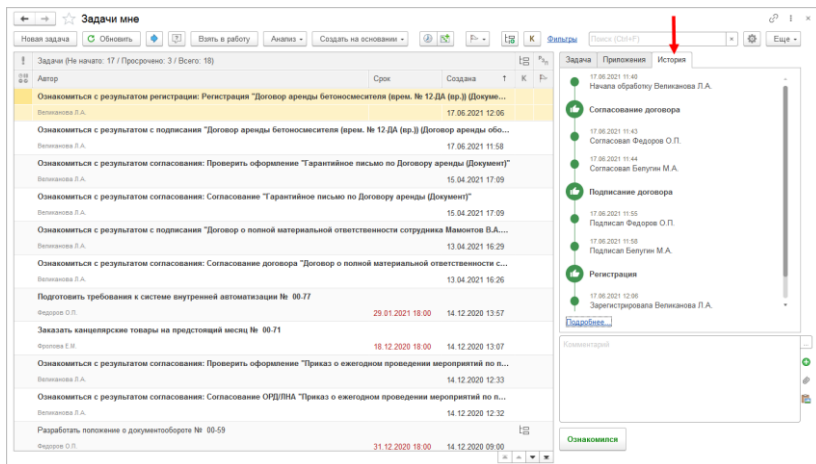 Задачи мне
Новая задача Обновить Взять в работу Анализ Создать на основании К Фильтры Поиск (Ctrl+F) × Еще
Задачи (Не начато: 17 / Просрочено: 3 / Всего: 18)
Автор Срок Создана ↑ К
Ознакомиться с результатом регистрации: Регистрация "Договор аренды бетоносмесителя (врем. № 12-ДА (вр.)) (Докуме...
Великанова Л.А. 17.06.2021 12:06
Ознакомиться с результатом с подписания "Договор аренды бетоносмесителя (врем. № 12-ДА (вр.)) (Договор аренды обо...
Великанова Л.А. 17.06.2021 11:58
Ознакомиться с результатом согласования: Проверить оформление "Гарантийное письмо по Договору аренды (Документ)"
Великанова Л.А. 15.04.2021 17:09
Ознакомиться с результатом согласования: Согласование "Гарантийное письмо по Договору аренды (Документ)"
Великанова Л.А. 15.04.2021 17:09
Ознакомиться с результатом с подписания "Договор о полной материальной ответственности сотрудника Мамонтов В.А....
Великанова Л.А. 13.04.2021 16:29
Ознакомиться с результатом согласования: Согласование договора "Договор о полной материальной ответственности с...
Великанова Л.А. 13.04.2021 16:26
Подготовить требования к системе внутренней автоматизации № 00-77
Федоров О.П. 29.01.2021 18:00 14.12.2020 13:57
Заказать канцелярские товары на предстоящий месяц № 00-71
Фролова Е.М. 18.12.2020 18:00 14.12.2020 13:07
Ознакомиться с результатом согласования: Проверить оформление "Приказ о ежегодном проведении мероприятий по п...
Великанова Л.А. 14.12.2020 12:33
Ознакомиться с результатом согласования: Согласование ОРД/ЛНА "Приказ о ежегодном проведении мероприятий по п...
Великанова Л.А. 14.12.2020 12:32
Разработать положение о документообороте № 00-59
Федоров О.П. 31.12.2020 18:00 14.12.2020 09:00
Задача Приложения История
17.06.2021 11:40
Начала обработку Великанова Л.А.
Согласование договора
17.06.2021 11:43
Согласовал Федоров О.П.
17.06.2021 11:44
Согласовал Белугин М.А.
Подписание договора
17.06.2021 11:55
Подписал Федоров О.П.
17.06.2021 11:58
Подписал Белугин М.А.
Регистрация
17.06.2021 12:06
Зарегистрировала Великанова Л.А.
Подробнее...
Комментарий
Ознакомился